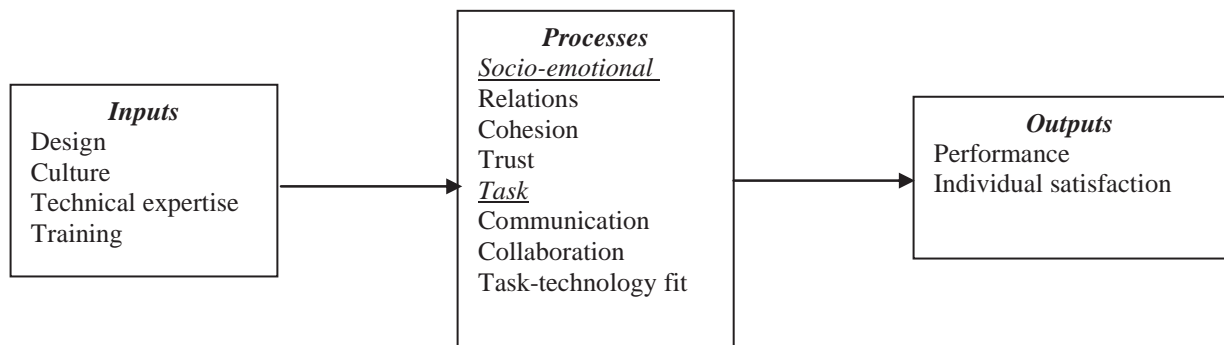 Inputs
Design
Culture
Technical expertise
Training
Processes
Socio-emotional
Relations
Cohesion
Trust
Task
Communication
Collaboration
Task-technology fit
Outputs
Performance
Individual satisfaction